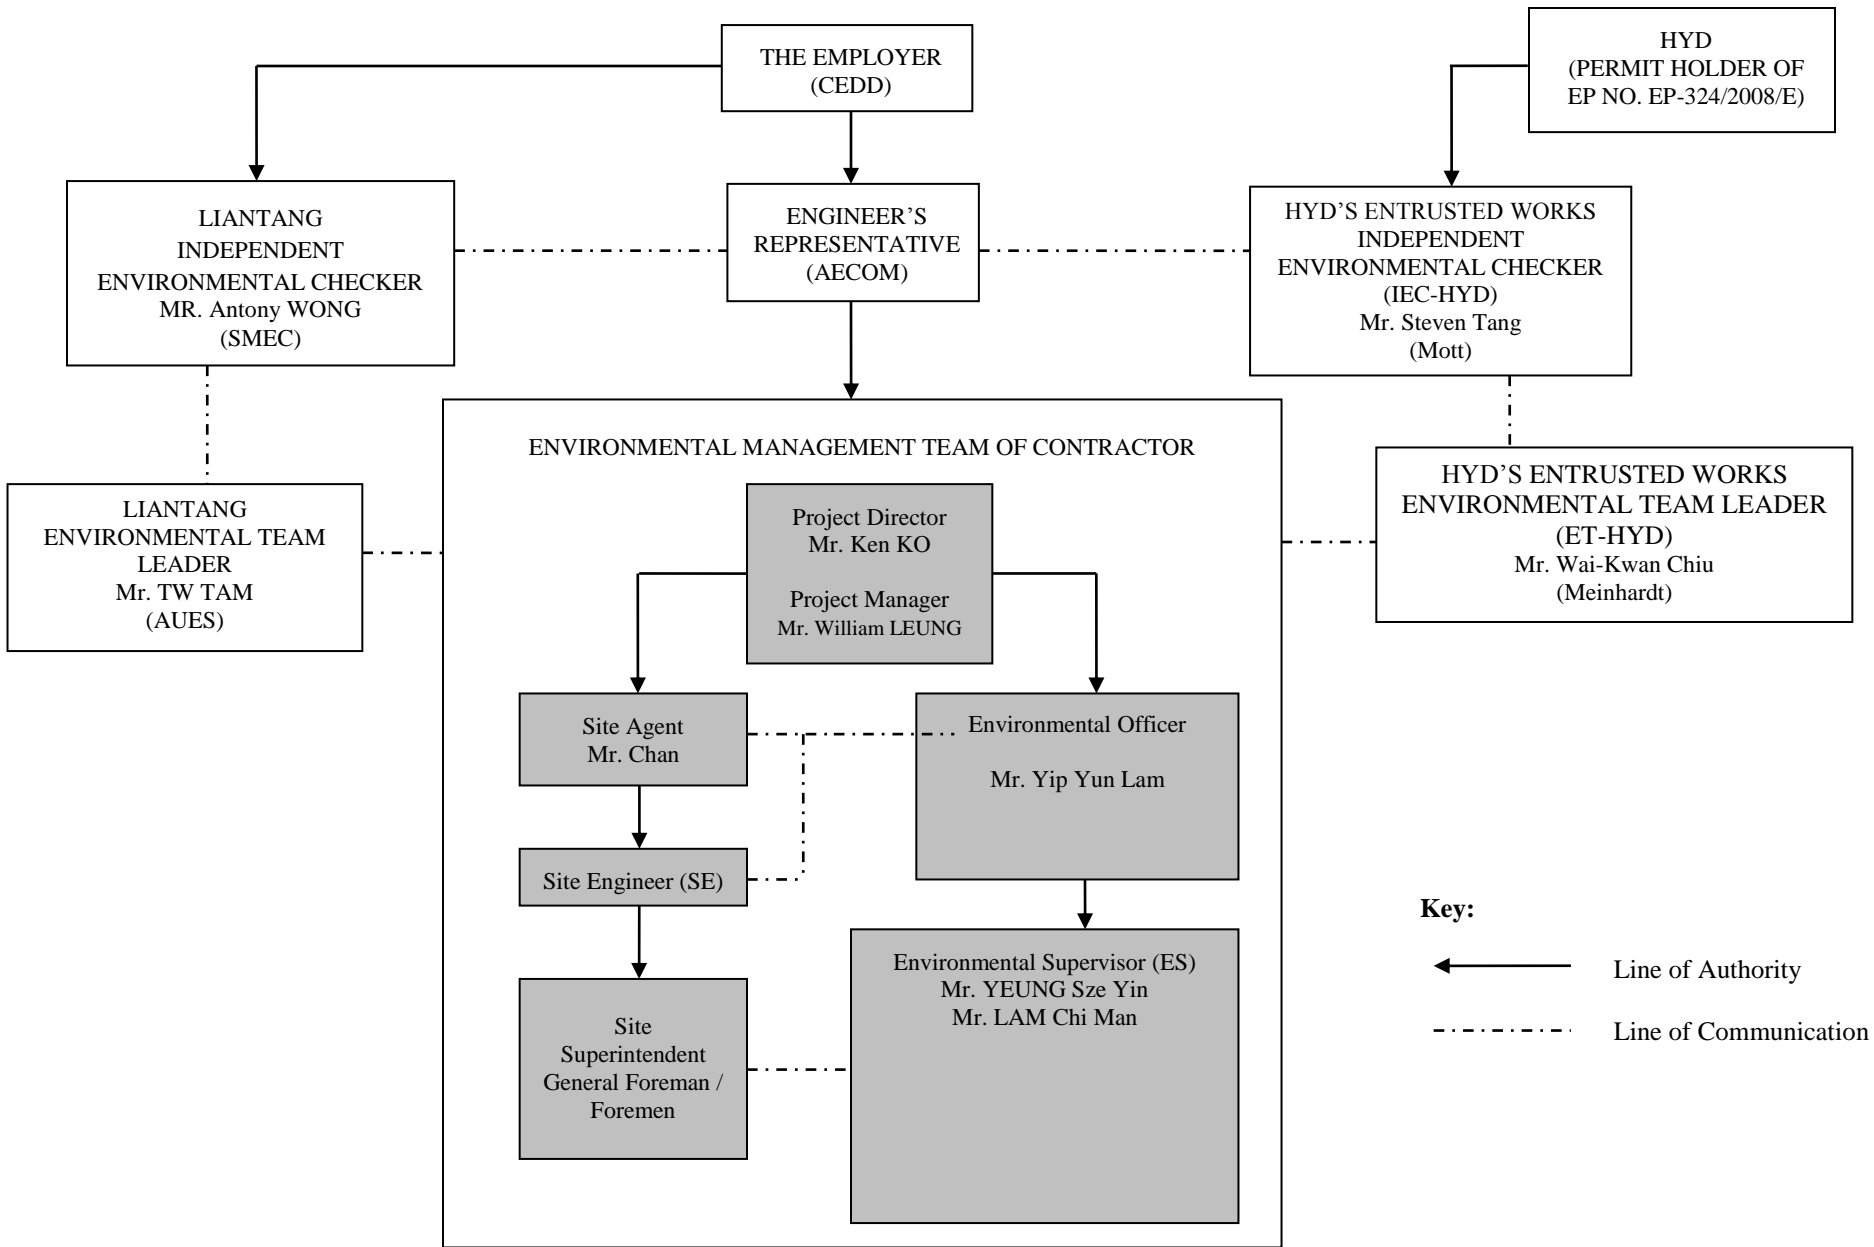 THE EMPLOYER
(CEDD)
HYD
(PERMIT HOLDER OF
EP NO. EP-324/2008/E)
LIANTANG
INDEPENDENT
ENVIRONMENTAL CHECKER
MR. Antony WONG
(SMEC)
ENGINEER’S
REPRESENTATIVE
(AECOM)
HYD’S ENTRUSTED WORKS
INDEPENDENT
ENVIRONMENTAL CHECKER
(IEC-HYD)
Mr. Steven Tang
(Mott)
ENVIRONMENTAL MANAGEMENT TEAM OF CONTRACTOR
LIANTANG
ENVIRONMENTAL TEAM
LEADER
Mr. TW TAM
(AUES)
Project Director
Mr. Ken KO
Project Manager
Mr. William LEUNG
HYD’S ENTRUSTED WORKS
ENVIRONMENTAL TEAM LEADER
(ET-HYD)
Mr. Wai-Kwan Chiu
(Meinhardt)
Site Agent
Mr. Chan
Environmental Officer
Mr. Yip Yun Lam
Site Engineer (SE)
Environmental Supervisor (ES)
Mr. YEUNG Sze Yin
Mr. LAM Chi Man
Site
Superintendent
General Foreman /
Foremen
Key:
Line of Authority
Line of Communication